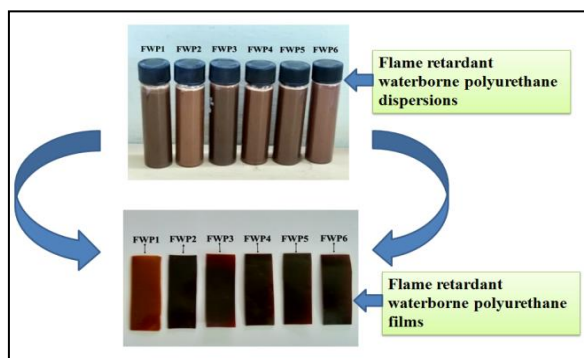 FWP1 FWP2 FWP3 FWP4 FWP5 FWP6
Flame retardant
waterborne polyurethane
dispersions
FWP1 FWP2 FWP3 FWP4 FWP5 FWP6
Flame retardant
waterborne polyurethane
films